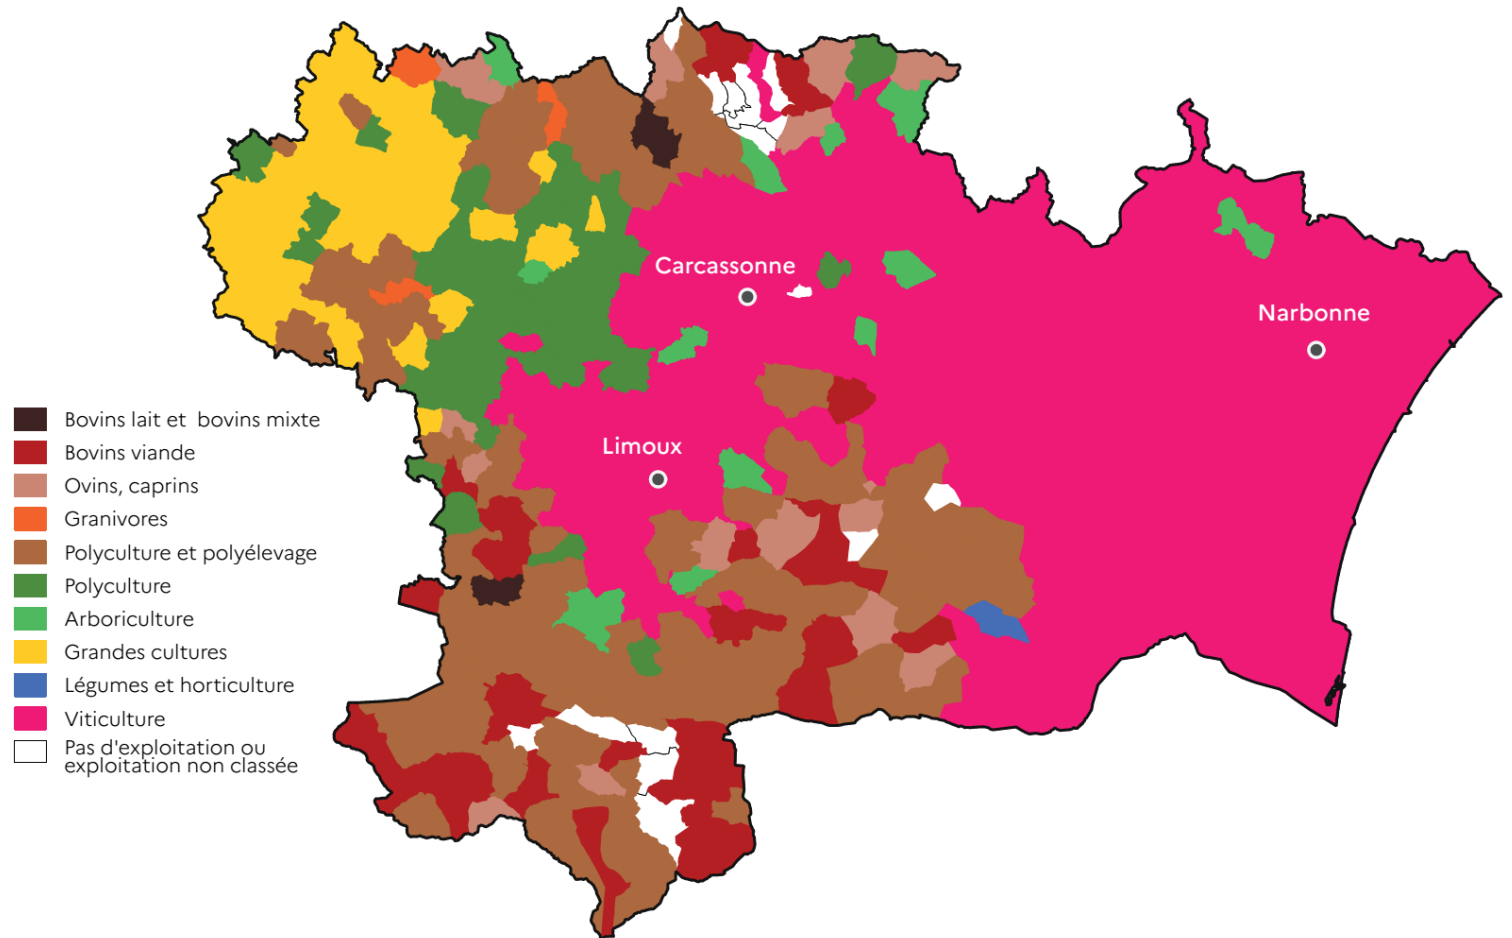 Carcassonne
Narbonne
Limoux
Bovins lait et bovins mixte
Bovins viande
Ovins, caprins
Granivores
Polyculture et polyélevage
Polyculture
Arboriculture
Grandes cultures
Légumes et horticulture
Viticulture
Pas d'exploitation ou
exploitation non classée